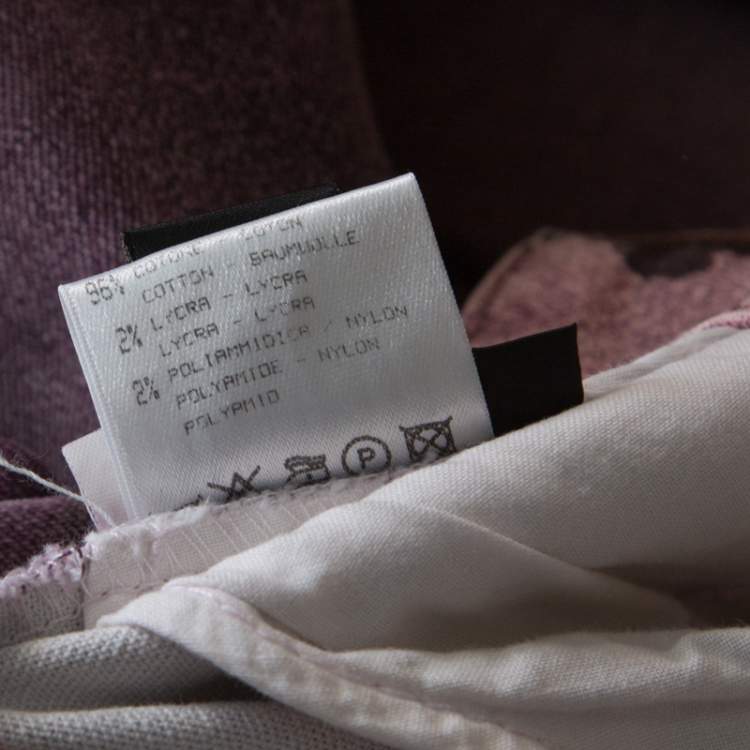 96% COTONE - COTON
COTTON - BAUMWOLLE
2% LYCRA - LYCRA
LYCRA - LYCRA
2% POLIAMMIDICA / NYLON
POLYAMIDE - NYLON
POLYAMID
P